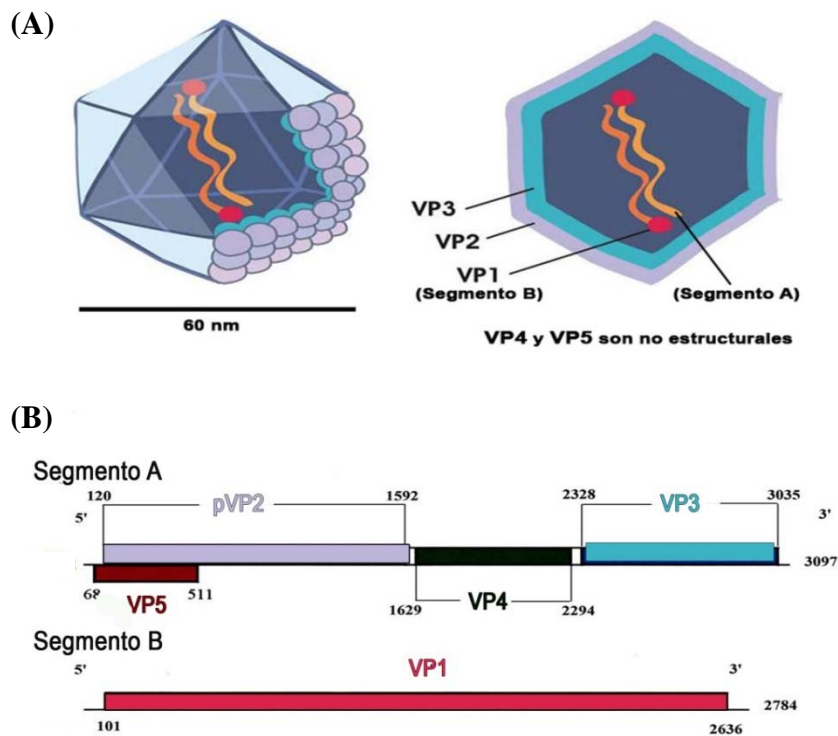 (A)
60 nm
VP3
VP2
VP1
(Segmento B)
(Segmento A)
VP4 y VP5 son no estructurales
(B)
Segmento A
120 pVP2 1592 2328 VP3 3035
5' 3'
3097
68 VP5 511
1629 VP4 2294
Segmento B
5' VP1 3'
2784
101 2636